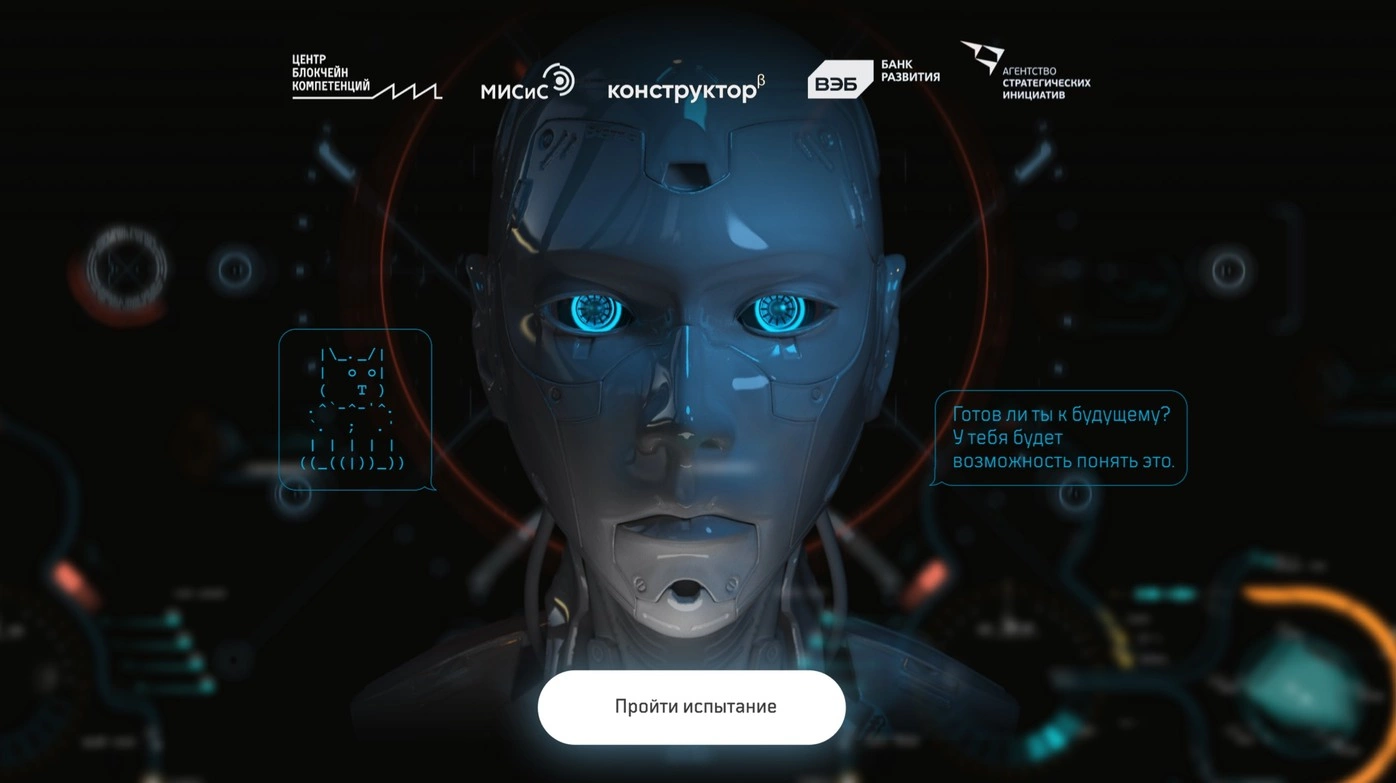 ЦЕНТР
БЛОКЧЕЙН
КОМПЕТЕНЦИЙ
МИСиС
конструктор β
ВЭБ
БАНК
РАЗВИТИЯ
АГЕНТСТВО
СТРАТЕГИЧЕСКИХ
ИНИЦИАТИВ
Готов ли ты к будущему?
У тебя будет
возможность понять это.
Пройти испытание